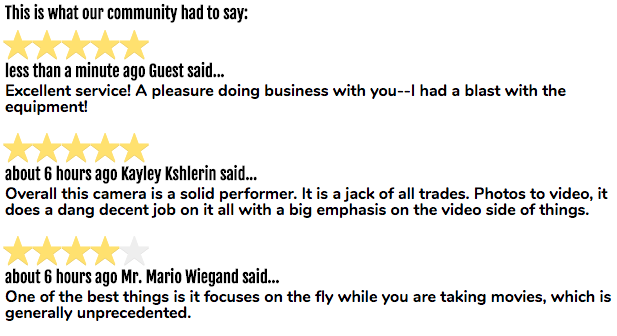 This is what our community had to say:
less than a minute ago Guest said...
Excellent service! A pleasure doing business with you--I had a blast with the
equipment!
about 6 hours ago Kayley Kshlerin said...
Overall this camera is a solid performer. It is a jack of all trades. Photos to video, it
does a dang decent job on it all with a big emphasis on the video side of things.
about 6 hours ago Mr. Mario Wiegand said...
One of the best things is it focuses on the fly while you are taking movies, which is
generally unprecedented.